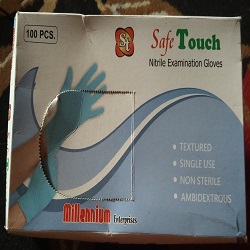 100 PCS.
St
Safe Touch
Nitrile Examination Gloves
• TEXTURED
• SINGLE USE
• NON STERILE
• AMBIDEXTROUS
Millennium Enterprises